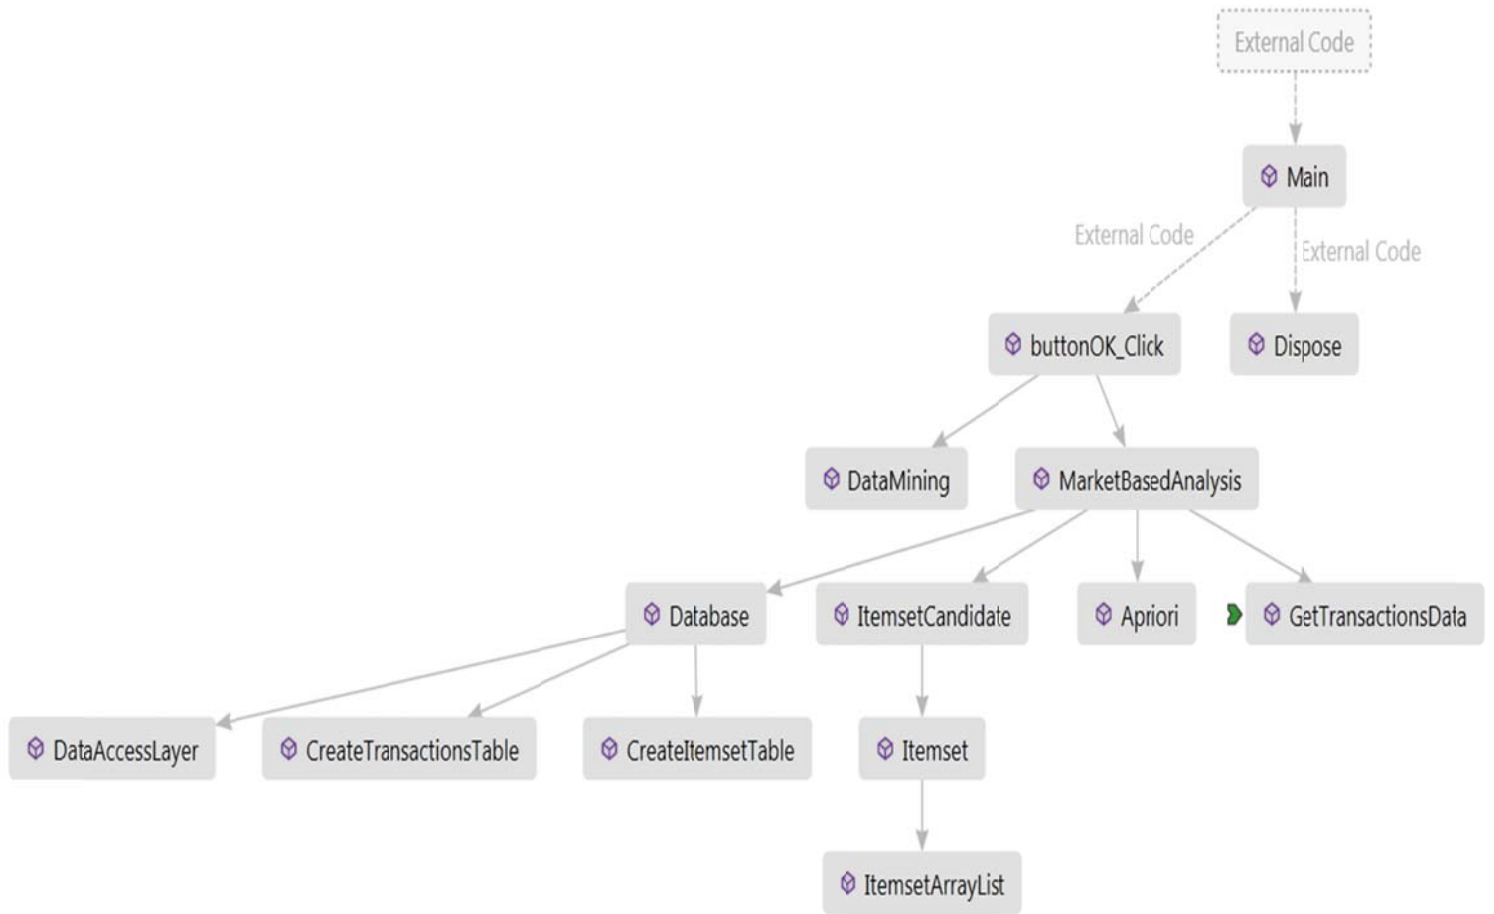 External Code
Main
External Code
External Code
buttonOK_Click
Dispose
DataMining
MarketBasedAnalysis
Database
ItemsetCandidate
Apriori
GetTransactionsData
DataAccessLayer
CreateTransactionsTable
CreateItemsetTable
Itemset
ItemsetArrayList